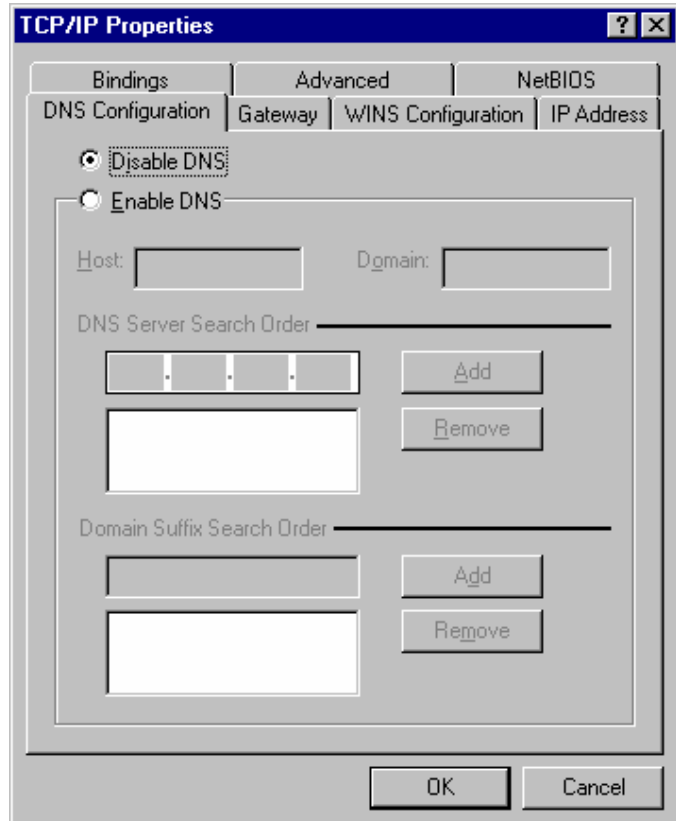 TCP/IP Properties
Bindings Advanced NetBIOS
DNS Configuration Gateway WINS Configuration IP Address
Disable DNS
Enable DNS
Host: Domain:
DNS Server Search Order
. . .
Add
Remove
Domain Suffix Search Order
Add
Remove
OK Cancel